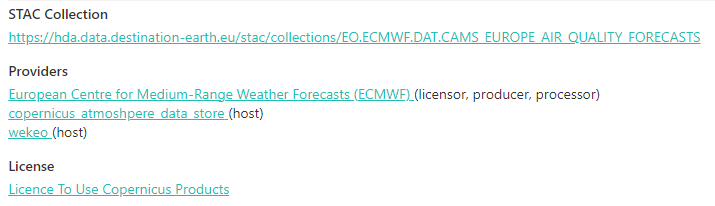 STAC Collection
https://hda.data.destination-earth.eu/stac/collections/EO.ECMWF.DAT.CAMS_EUROPE_AIR_QUALITY_FORECASTS
Providers
European Centre for Medium-Range Weather Forecasts (ECMWF) (licensor, producer, processor)
copernicus_atmoshpere_data_store (host)
wekeo (host)
License
Licence To Use Copernicus Products